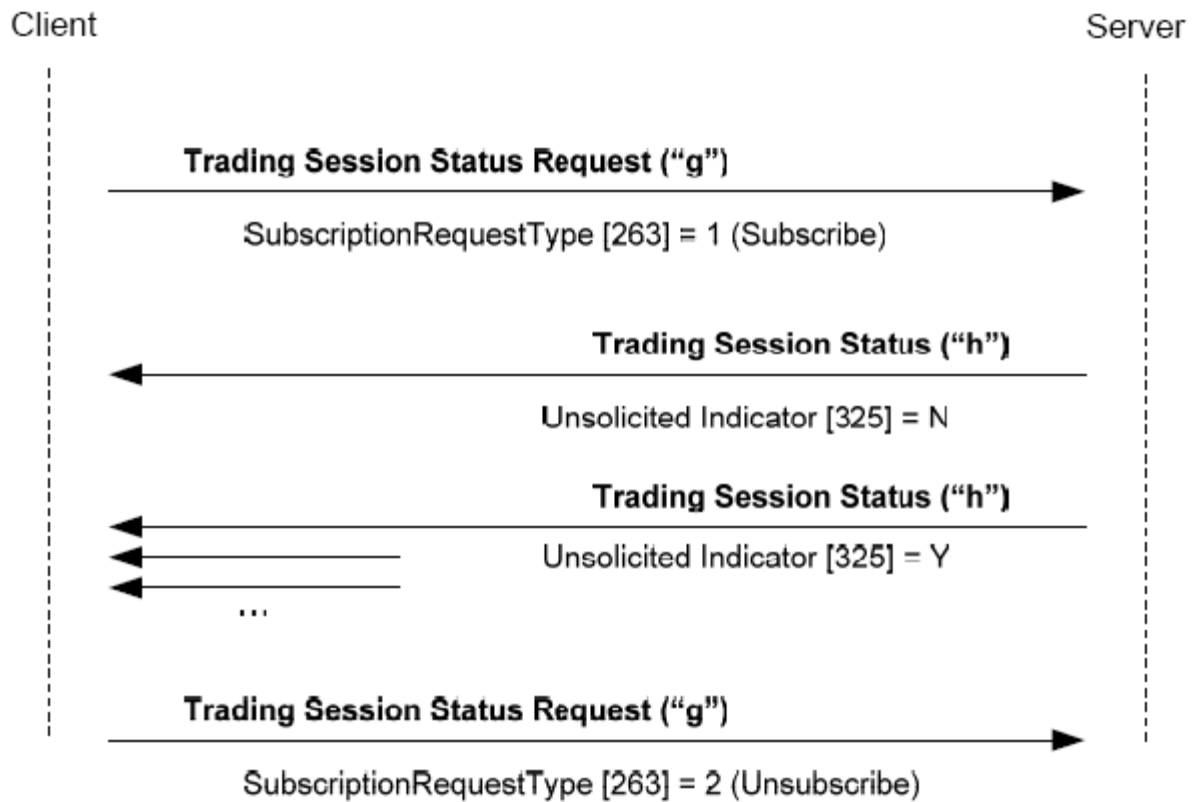 Client
Server
Trading Session Status Request (“g”)
SubscriptionRequestType [263] = 1 (Subscribe)
Trading Session Status (“h”)
Unsolicited Indicator [325] = N
Trading Session Status (“h”)
Unsolicited Indicator [325] = Y
...
Trading Session Status Request (“g”)
SubscriptionRequestType [263] = 2 (Unsubscribe)